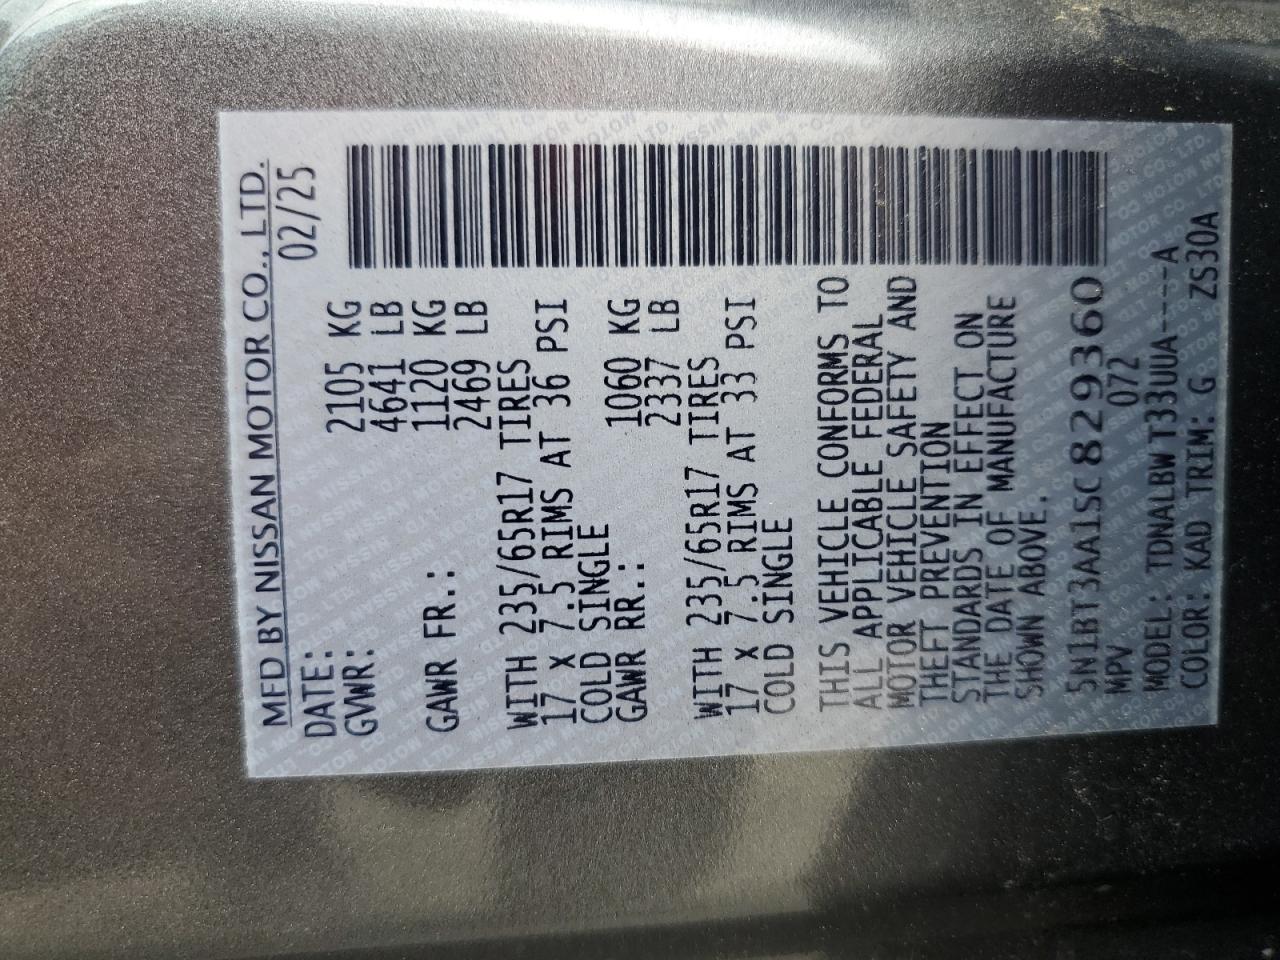 MFD BY NISSAN MOTOR CO., LTD.
DATE: 02/25
GVWR: 2105 KG
4641 LB
GAWR FR.: 1120 KG
2469 LB
WITH 235/65R17 TIRES
17 X 7.5 RIMS AT 36 PSI
COLD SINGLE
GAWR RR.: 1060 KG
2337 LB
WITH 235/65R17 TIRES
17 X 7.5 RIMS AT 33 PSI
COLD SINGLE
THIS VEHICLE CONFORMS TO
ALL APPLICABLE FEDERAL
MOTOR VEHICLE SAFETY AND
THEFT PREVENTION
STANDARDS IN EFFECT ON
THE DATE OF MANUFACTURE
SHOWN ABOVE.
5N1BT3AA1SC829360
MPV 072
MODEL: TDNALBWT33UUA----A
COLOR: KAD TRIM: G ZS30A